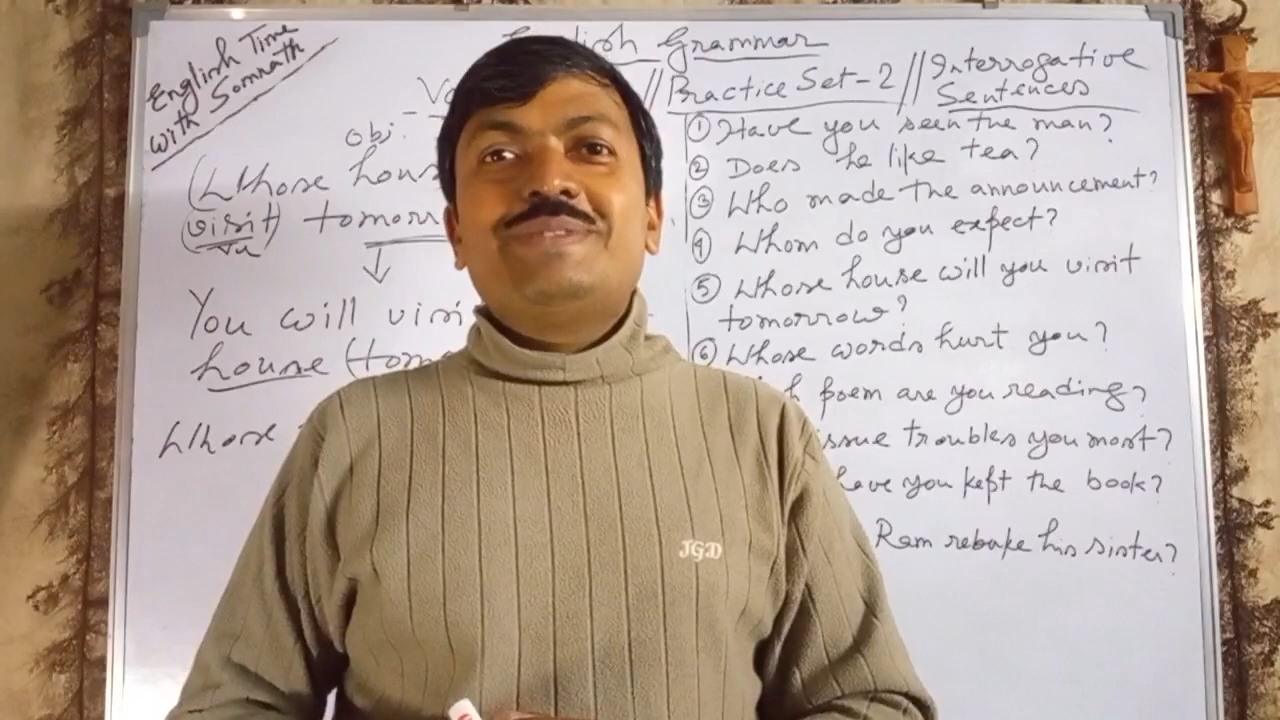 English Time
with Somnath
English Grammar
// Practice Set-2 // Interrogative
Sentences
Obj:-
(Whose
visit)
You will
house
Whose
① Have you seen the man?
② Does he like tea?
③ Who made the announcement?
④ Whom do you expect?
⑤ Whose house will you visit
tomorrow?
⑥ Whose words hurt you?
poem are you reading?
issue troubles you most?
have you kept the book?
Ram rebuke his sister?
JGD